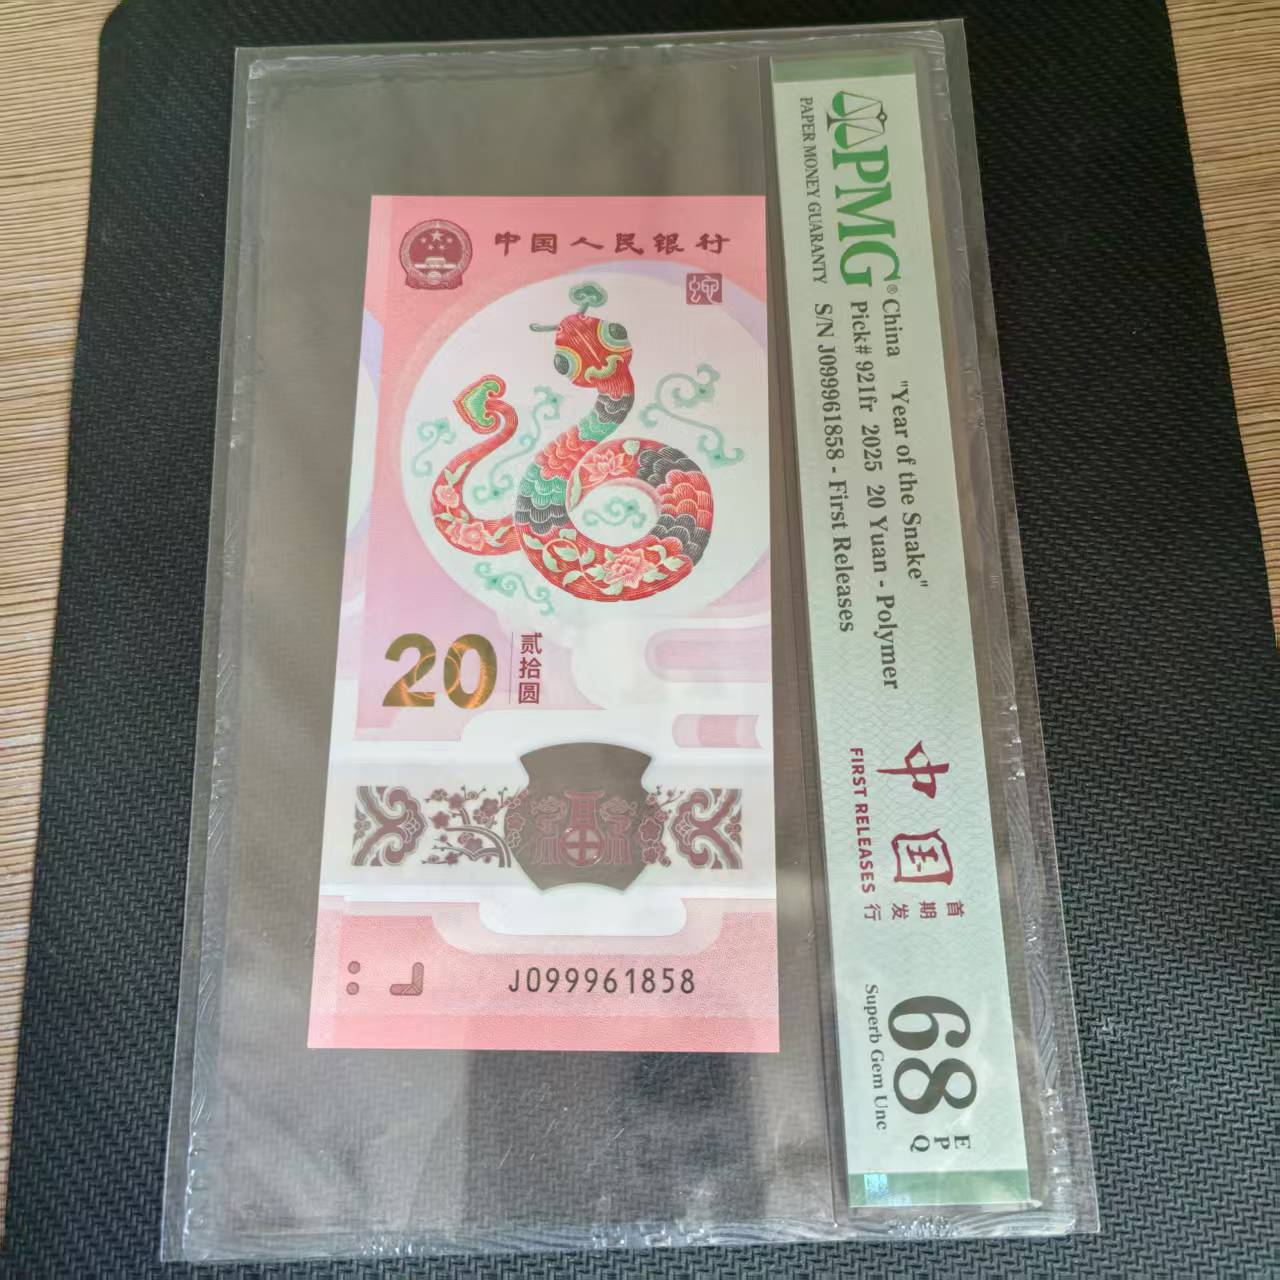 中国人民银行
蛇
20
贰拾圆
福
J099961858
PMG®
PAPER MONEY GUARANTY
China "Year of the Snake"
Pick# 921fr 2025 20 Yuan - Polymer
S/N J099961858 - First Releases
中国
首期发行
FIRST RELEASES
68
EPQ
Superb Gem Unc